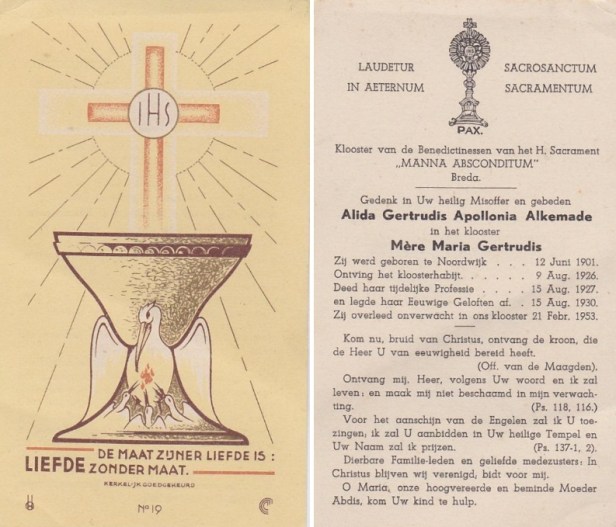 IHS
DE MAAT ZIJNER LIEFDE IS:
LIEFDE ZONDER MAAT.
KERKELIJK GOEDGEKEURD
No 19
LAUDETUR SACROSANCTUM
IN AETERNUM SACRAMENTUM
PAX.
Klooster van de Benedictinessen van het H. Sacrament
„MANNA ABSCONDITUM"
Breda.
Gedenk in Uw heilig Misoffer en gebeden
Alida Gertrudis Apollonia Alkemade
in het klooster
Mère Maria Gertrudis
Zij werd geboren te Noordwijk . . . 12 Juni 1901.
Ontving het kloosterhabijt. . . . 9 Aug. 1926.
Deed haar tijdelijke Professie . . . 15 Aug. 1927.
en legde haar Eeuwige Geloften af. . 15 Aug. 1930.
Zij overleed onverwacht in ons klooster 21 Febr. 1953.
Kom nu, bruid van Christus, ontvang de kroon, die
de Heer U van eeuwigheid bereid heeft.
(Off. van de Maagden).
Ontvang mij, Heer, volgens Uw woord en ik zal
leven: en maak mij niet beschaamd in mijn verwach-
ting. (Ps. 118, 116.)
Voor het aanschijn van de Engelen zal ik U toe-
zingen; ik zal U aanbidden in Uw heilige Tempel en
Uw Naam zal ik prijzen. (Ps. 137-1, 2).
Dierbare Familie-leden en geliefde medezusters: In
Christus blijven wij verenigd; bidt voor mij.
O Maria, onze hoogvereerde en beminde Moeder
Abdis, kom Uw kind te hulp.